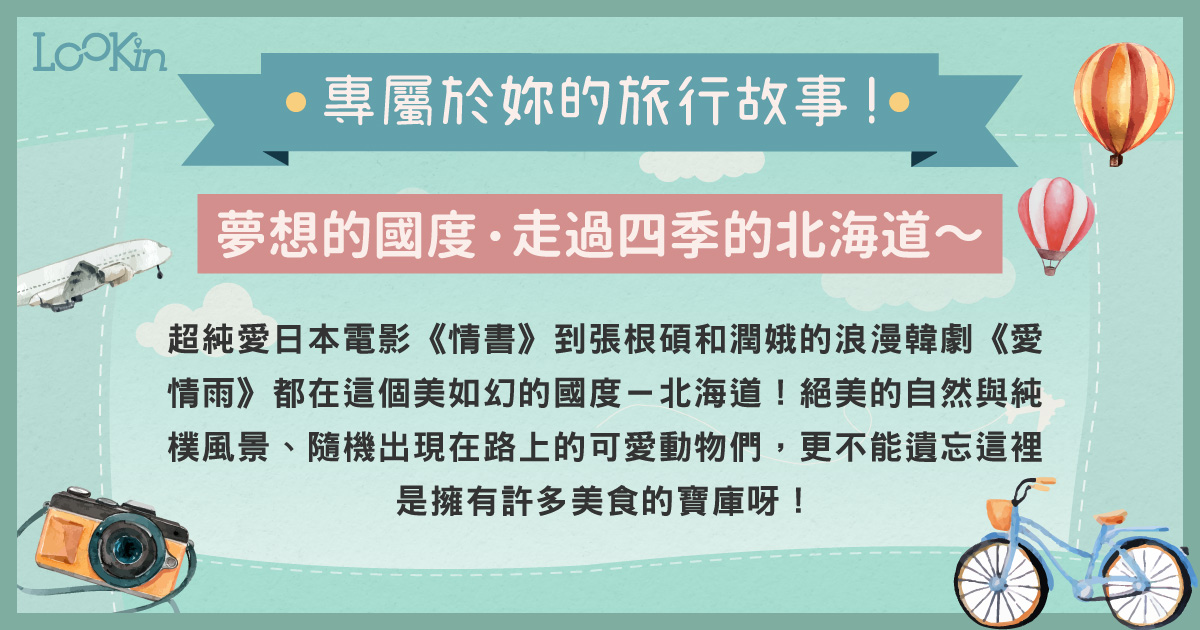 LooKin
專屬於妳的旅行故事！
夢想的國度·走過四季的北海道～
超純愛日本電影《情書》到張根碩和潤娥的浪漫韓劇《愛
情雨》都在這個美如幻的國度－北海道！絕美的自然與純
樸風景、隨機出現在路上的可愛動物們，更不能遺忘這裡
是擁有許多美食的寶庫呀！